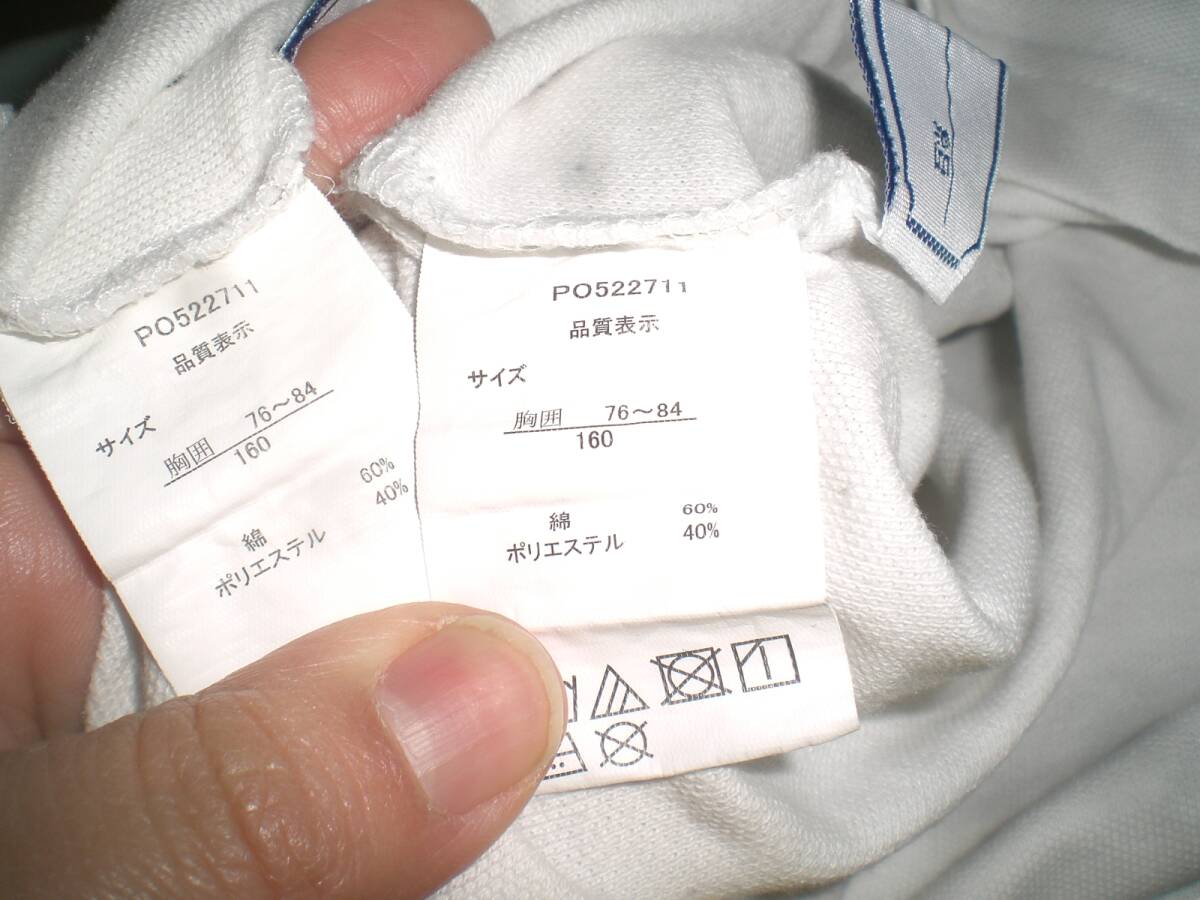 PO522711
品質表示
サイズ
胸囲 76～84
160
綿 60%
ポリエステル 40%
PO522711
品質表示
サイズ
胸囲 76～84
160
綿 60%
ポリエステル 40%